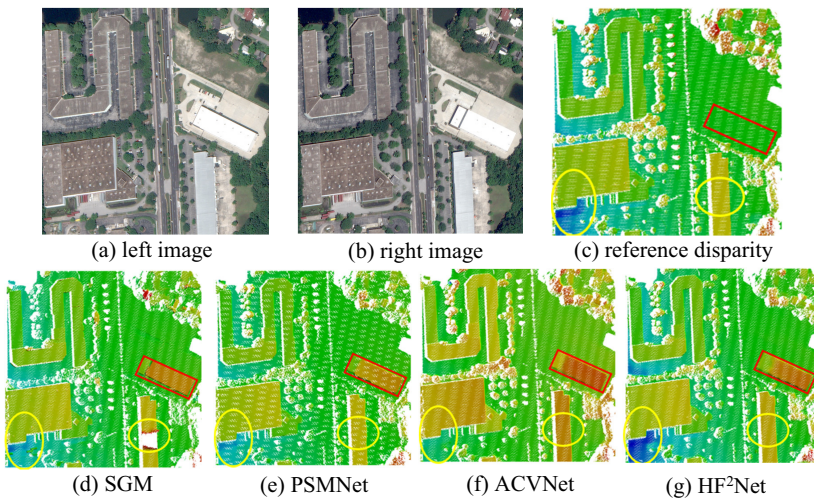 (a) left image
(b) right image
(c) reference disparity
(d) SGM
(e) PSMNet
(f) ACVNet
(g) HF²Net